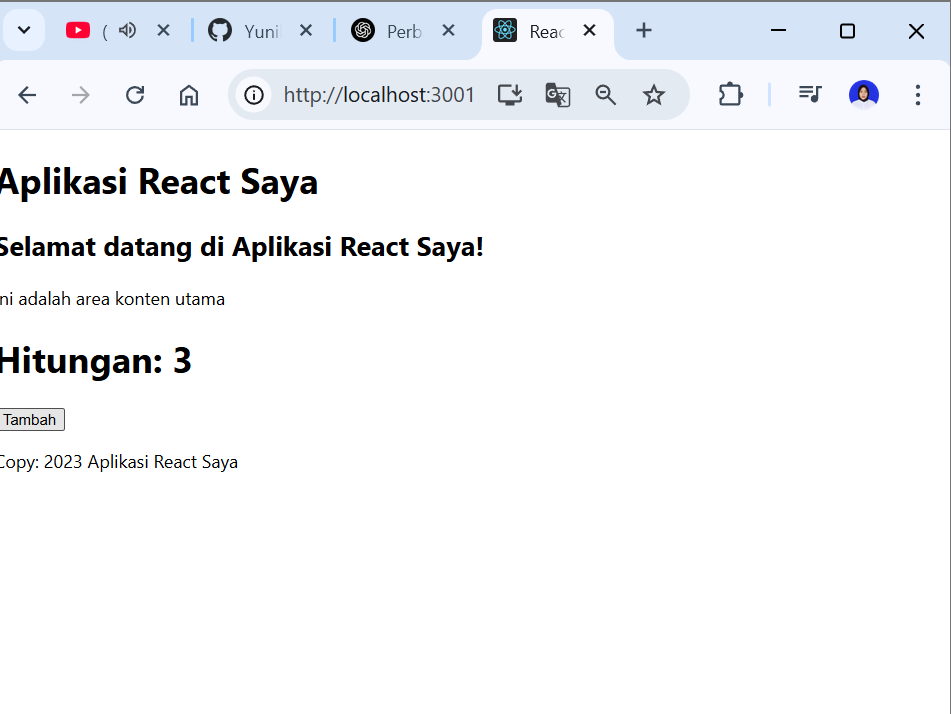 ( Yuni Perb Reac
http://localhost:3001
Aplikasi React Saya
Selamat datang di Aplikasi React Saya!
ni adalah area konten utama
Hitungan: 3
Tambah
Copy: 2023 Aplikasi React Saya